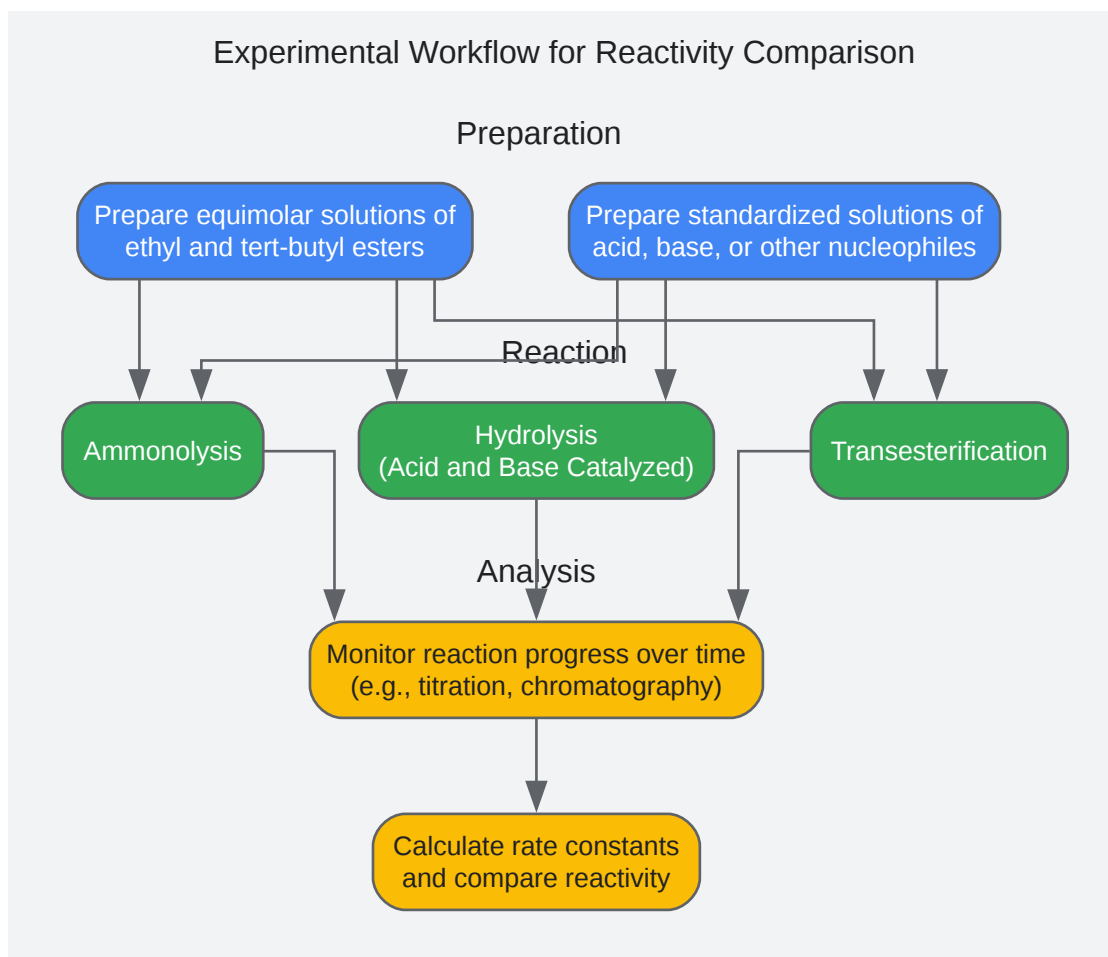 Experimental Workflow for Reactivity Comparison
Preparation
Prepare equimolar solutions of
ethyl and tert-butyl esters
Prepare standardized solutions of
acid, base, or other nucleophiles
Reaction
Ammonolysis
Hydrolysis
(Acid and Base Catalyzed)
Transesterification
Analysis
Monitor reaction progress over time
(e.g., titration, chromatography)
Calculate rate constants
and compare reactivity